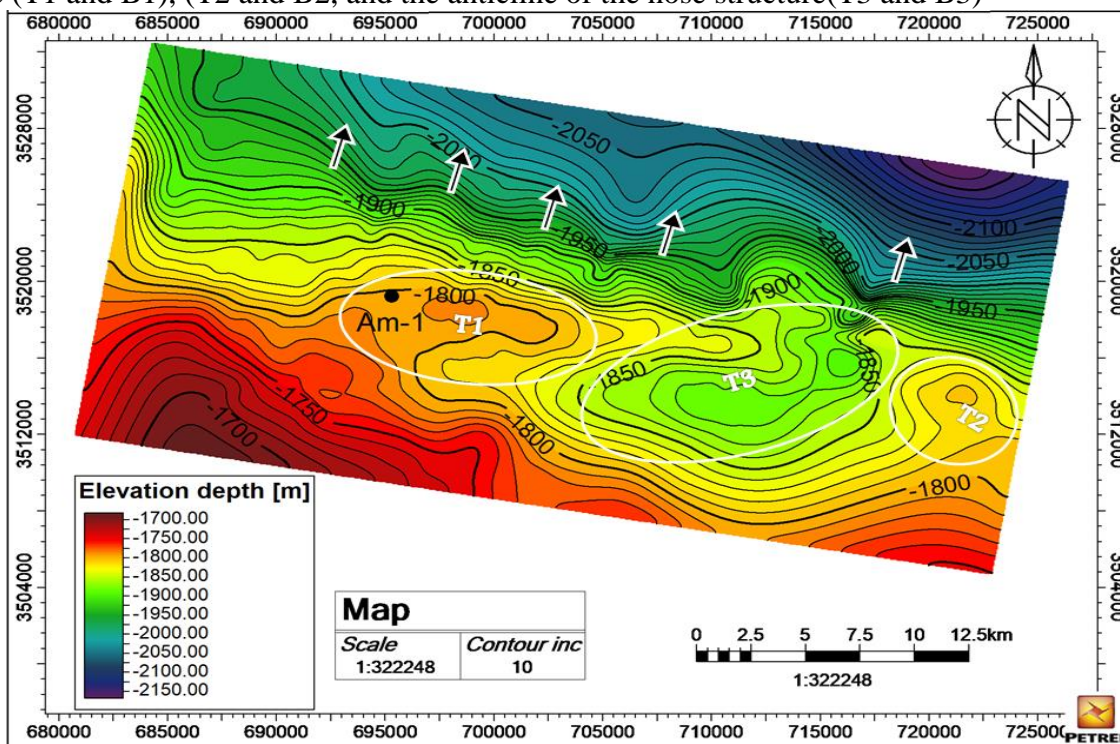 (T1 and B1), (T2 and B2, and the anticline of the nose structure(T3 and B3)
680000 685000 690000 695000 700000 705000 710000 715000 720000 725000
3528000
3520000
3512000
3504000
-2050
-2000
-1900
-1950
-2000
-2100
-2050
-1950
-1850
-1800
-1900
Am-1
T1
-1850
T3
-1850
T2
-1750
-1700
-1800
-1800
N
Elevation depth [m]
-1700.00
-1750.00
-1800.00
-1850.00
-1900.00
-1950.00
-2000.00
-2050.00
-2100.00
-2150.00
Map
Scale Contour inc
1:322248 10
0 2.5 5 7.5 10 12.5km
1:322248
3520000
3512000
3504000
680000 685000 690000 695000 700000 705000 710000 715000 720000 725000
PETRE